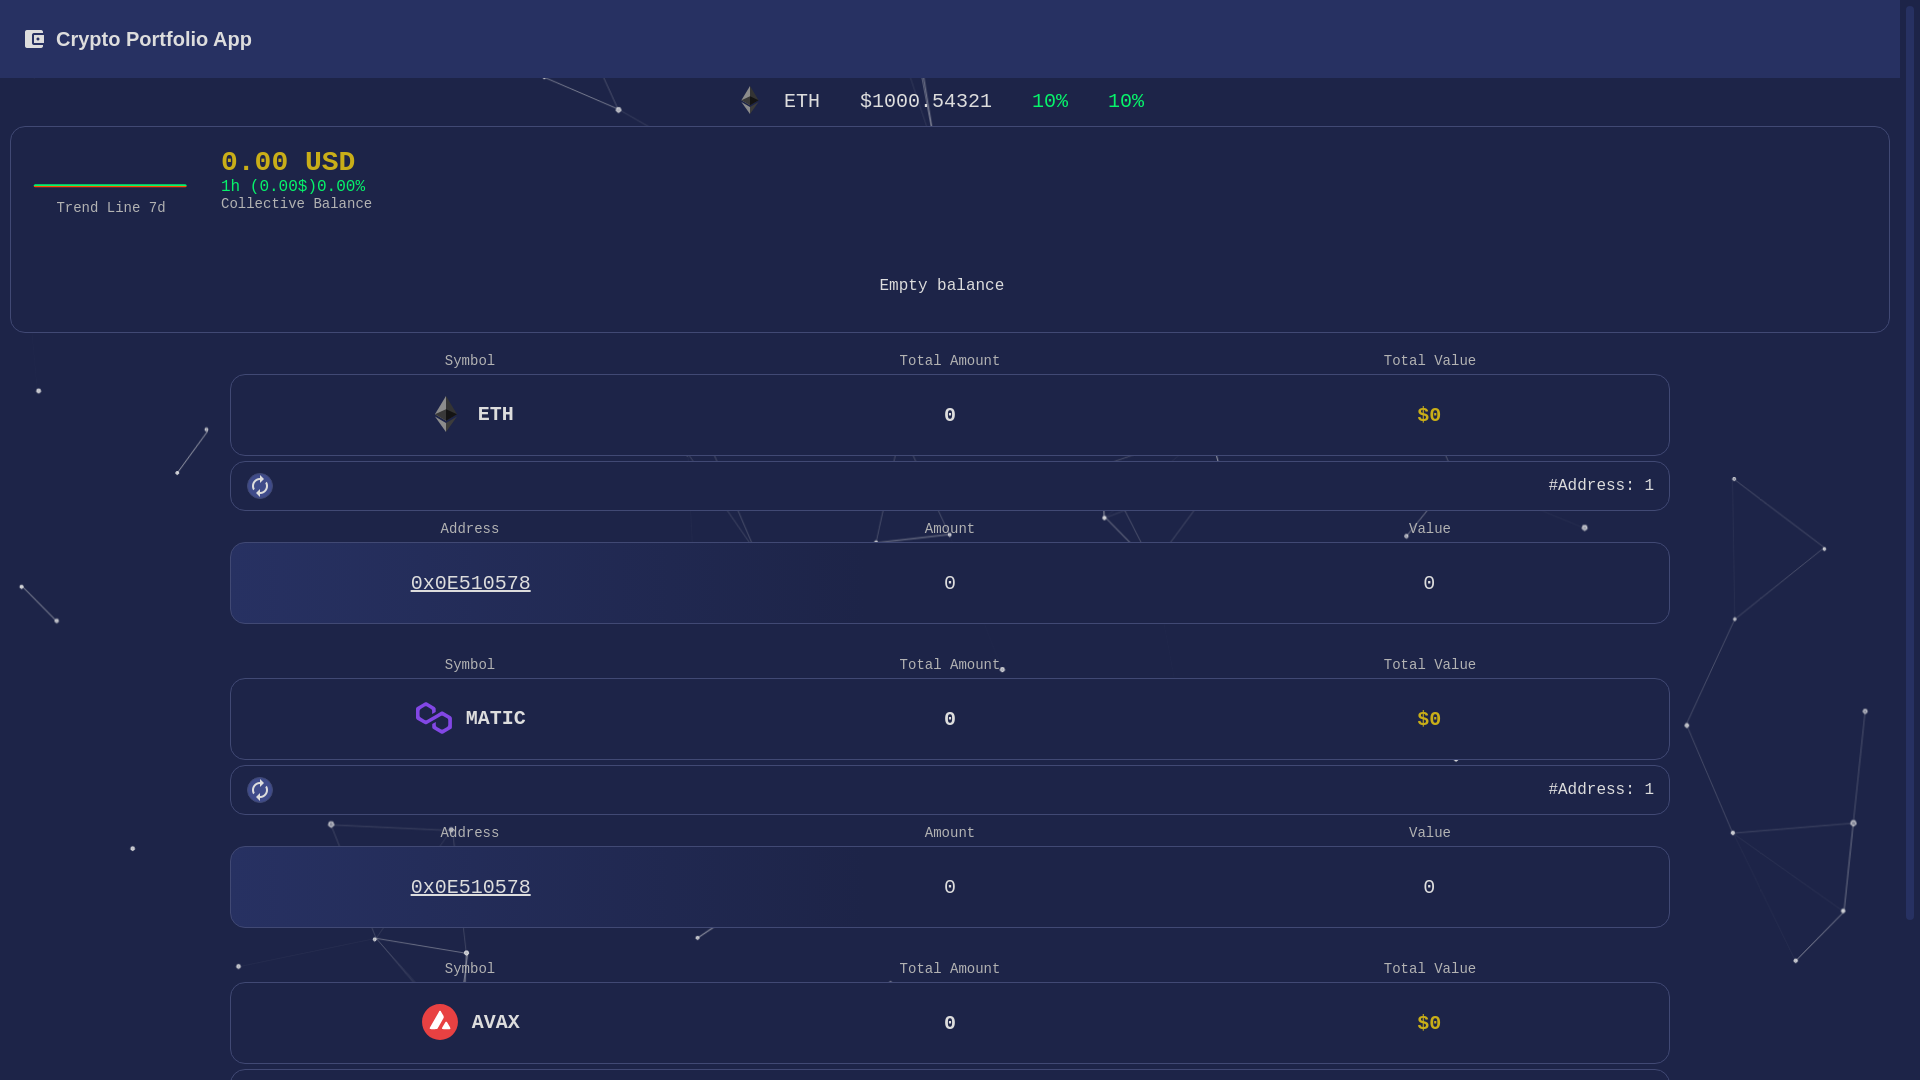 Crypto Portfolio App
ETH $1000.54321 10% 10%
0.00 USD
1h (0.00$)0.00%
Collective Balance
Trend Line 7d
Empty balance
Symbol Total Amount Total Value
ETH 0 $0
#Address: 1
Address Amount Value
0x0E510578 0 0
Symbol Total Amount Total Value
MATIC 0 $0
#Address: 1
Address Amount Value
0x0E510578 0 0
Symbol Total Amount Total Value
AVAX 0 $0